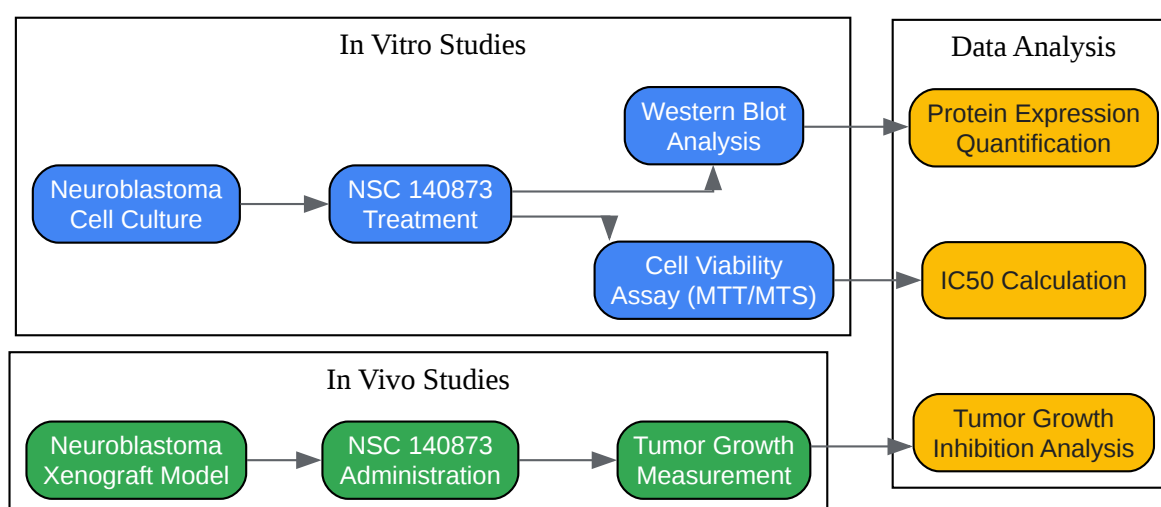 In Vitro Studies
Neuroblastoma
Cell Culture
NSC 140873
Treatment
Western Blot
Analysis
Cell Viability
Assay (MTT/MTS)
In Vivo Studies
Neuroblastoma
Xenograft Model
NSC 140873
Administration
Tumor Growth
Measurement
Data Analysis
Protein Expression
Quantification
IC50 Calculation
Tumor Growth
Inhibition Analysis